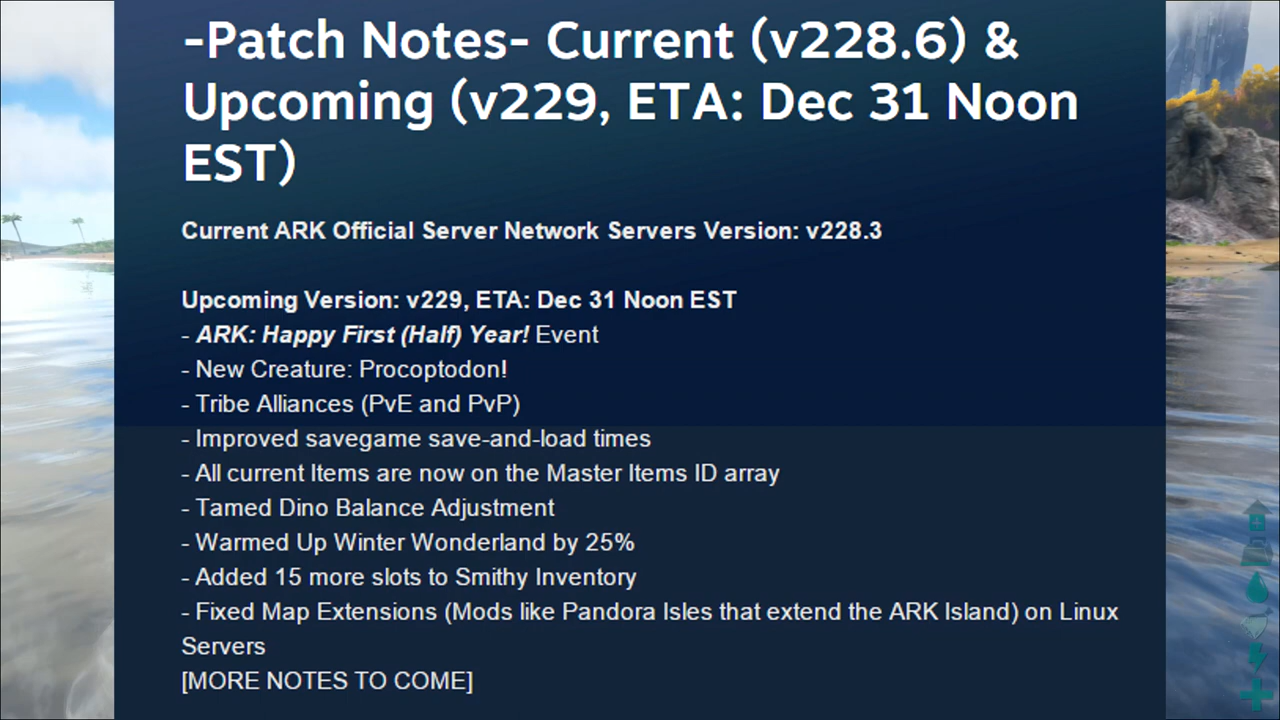 -Patch Notes- Current (v228.6) &
Upcoming (v229, ETA: Dec 31 Noon
EST)
Current ARK Official Server Network Servers Version: v228.3
Upcoming Version: v229, ETA: Dec 31 Noon EST
- ARK: Happy First (Half) Year! Event
- New Creature: Procoptodon!
- Tribe Alliances (PvE and PvP)
- Improved savegame save-and-load times
- All current Items are now on the Master Items ID array
- Tamed Dino Balance Adjustment
- Warmed Up Winter Wonderland by 25%
- Added 15 more slots to Smithy Inventory
- Fixed Map Extensions (Mods like Pandora Isles that extend the ARK Island) on Linux
Servers
[MORE NOTES TO COME]